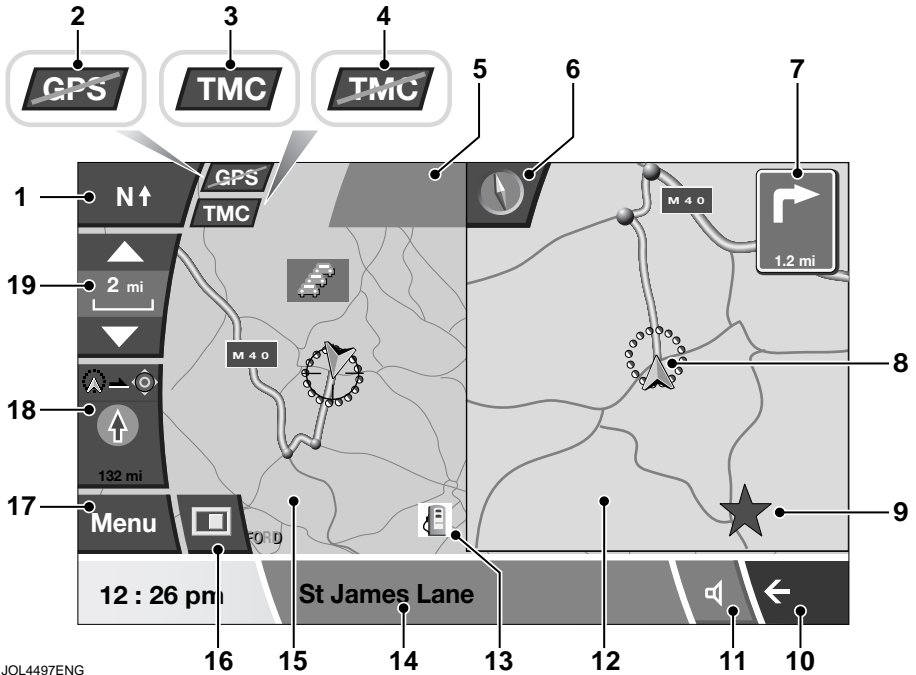 2 3 4
GPS TMC TMC
5 6 7
1 N GPS
TMC
M 4 0
1.2 mi
19 2 mi
M 4 0
8
18
132 mi
17 Menu
9
FORD
12 : 26 pm St James Lane
16 15 14 13 12 11 10
JOL4497ENG